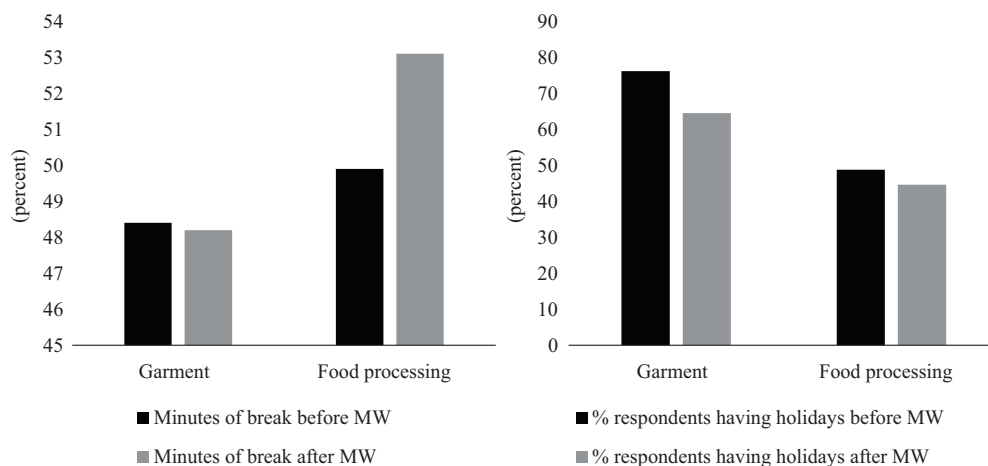 54
53
52
51
50
49
48
47
46
45
(percent)
Garment
Food processing
■ Minutes of break before MW
■ Minutes of break after MW
90
80
70
60
50
40
30
20
10
0
(percent)
Garment
Food processing
■ % respondents having holidays before MW
■ % respondents having holidays after MW